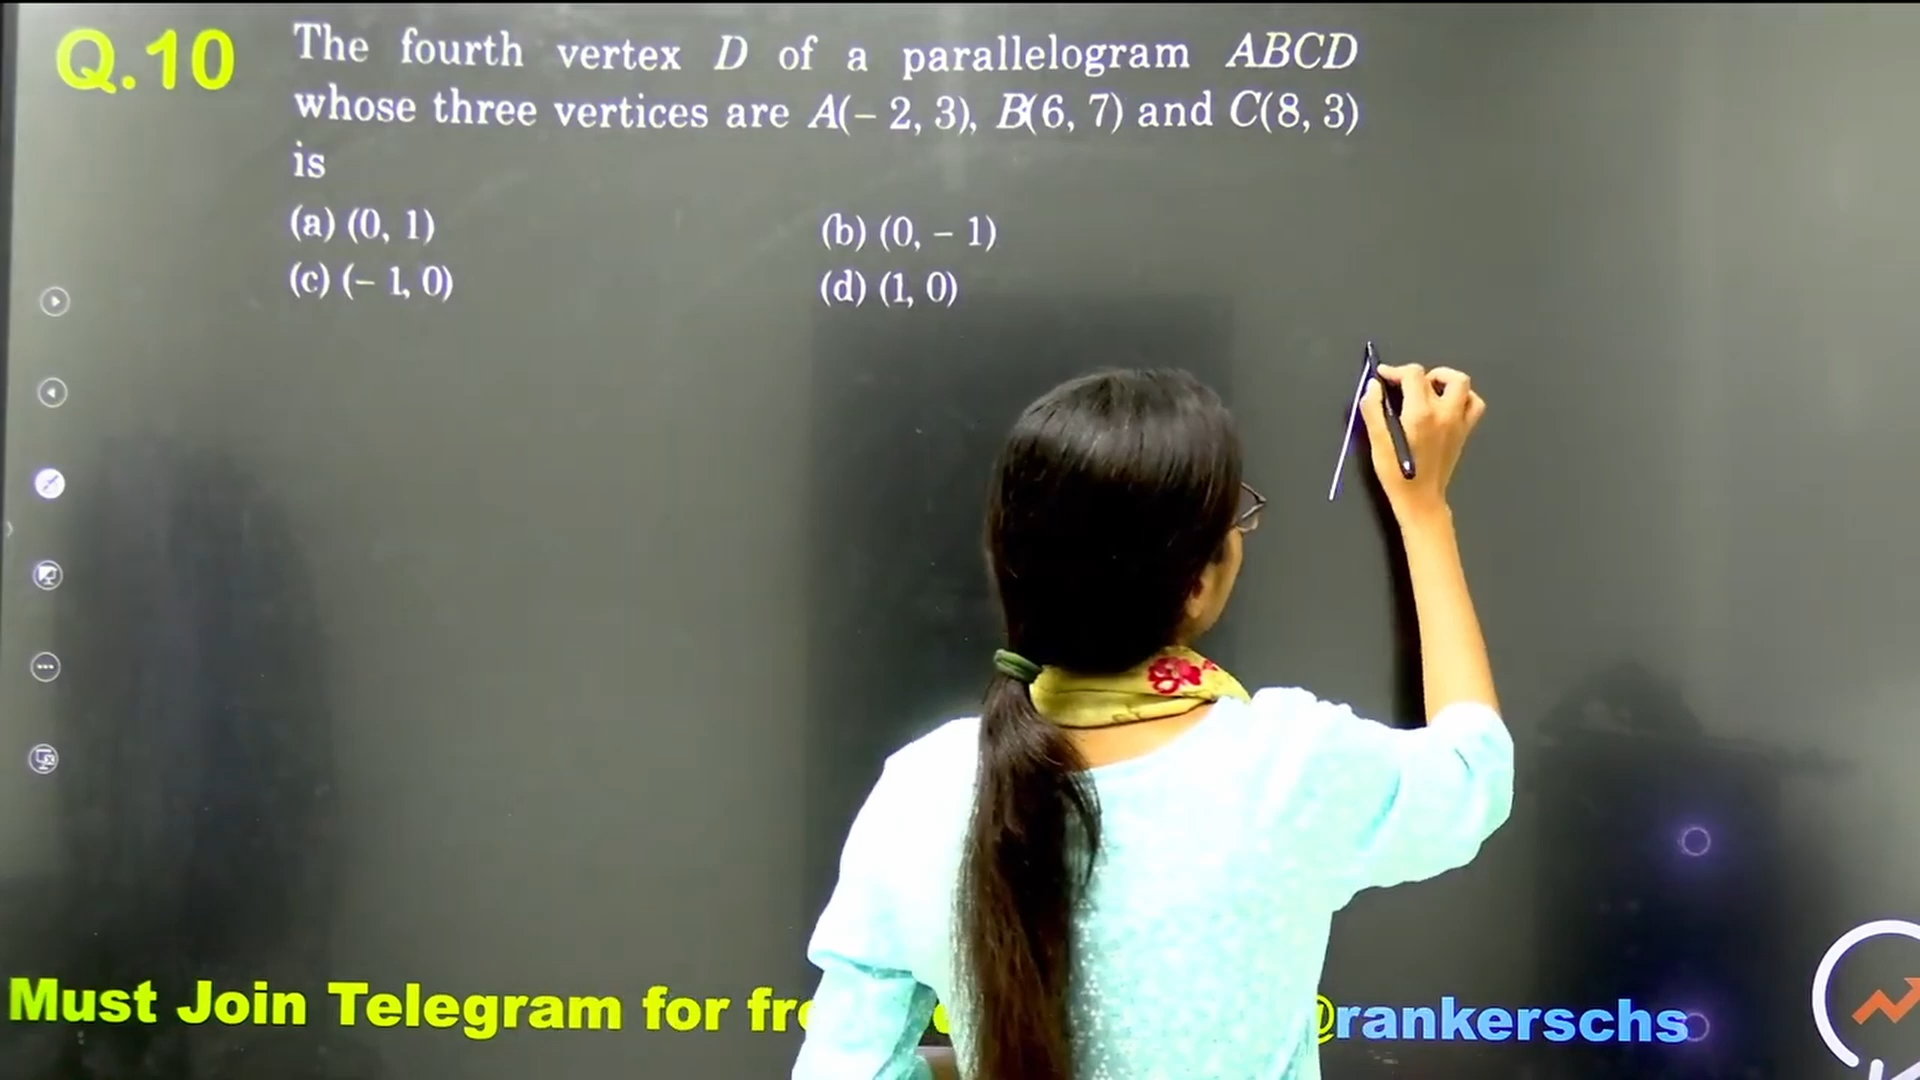 Q.10
The fourth vertex D of a parallelogram ABCD
whose three vertices are A(– 2, 3), B(6, 7) and C(8, 3)
is
(a) (0, 1)
(b) (0, – 1)
(c) (– 1, 0)
(d) (1, 0)
Must Join Telegram for @rankerschs